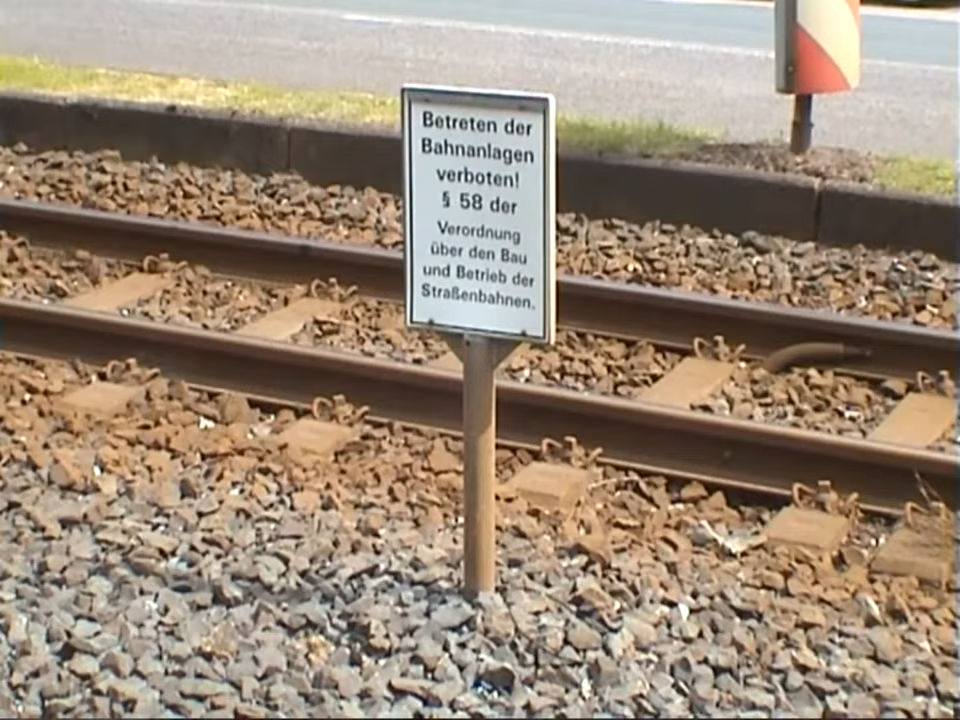 Betreten der
Bahnanlagen
verboten!
§ 58 der
Verordnung
über den Bau
und Betrieb der
Straßenbahnen.